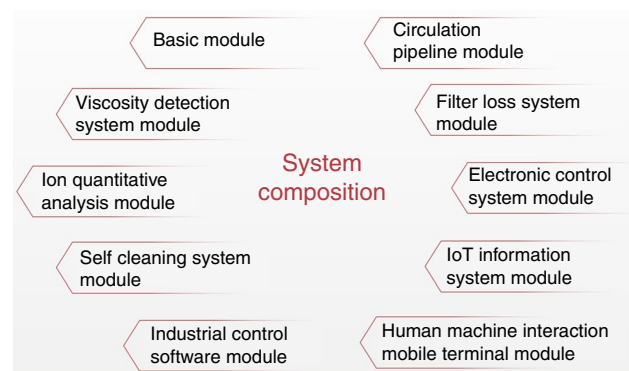 Basic module
Circulation
pipeline module
Viscosity detection
system module
Filter loss system
module
System
composition
Ion quantitative
analysis module
Electronic control
system module
Self cleaning system
module
IoT information
system module
Industrial control
software module
Human machine interaction
mobile terminal module